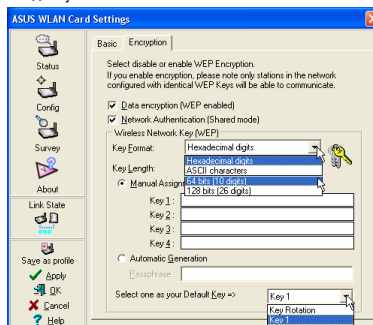 ASUS WLAN Card Settings
Basic
Encryption
Status
Config
Survey
About
Link State
Save as profile
Apply
OK
Cancel
Help
Select disable or enable WEP Encryption.
If you enable encryption, please note only stations in the network
configured with identical WEP Keys will be able to communicate.
Data encryption (WEP enabled)
Network Authentication (Shared mode)
Wireless Network Key (WEP)
Key Format:
Hexadecimal digits
Hexadecimal digits
ASCII characters
Key Length:
64 bits (10 digits)
128 bits (26 digits)
Manual Assign
Key 1 :
Key 2 :
Key 3 :
Key 4 :
Automatic Generation
Passphrase :
Select one as your Default Key =>
Key 1
Key Rotation
Key 1